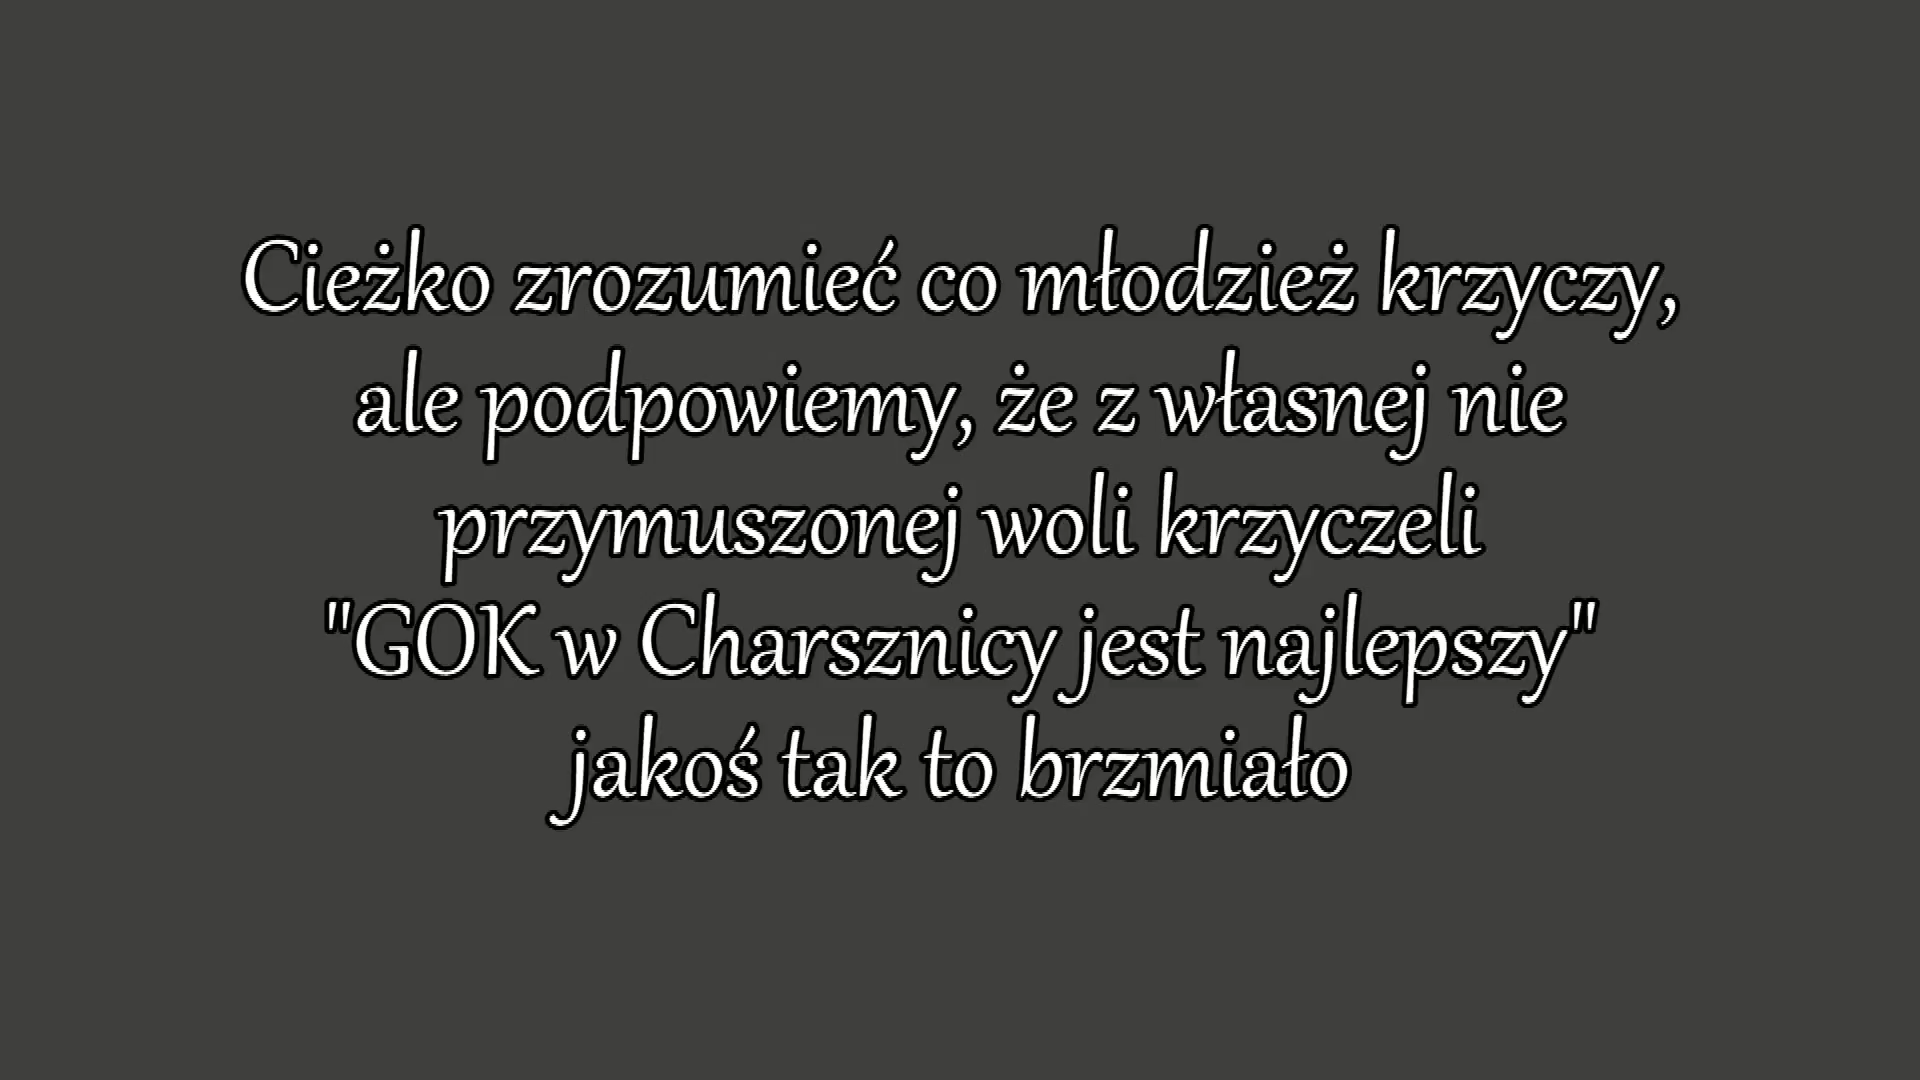 Cieżko zrozumieć co młodzież krzyczy,
ale podpowiemy, że z własnej nie
przymuszonej woli krzyczeli
"GOK w Charsznicy jest najlepszy"
jakoś tak to brzmiało